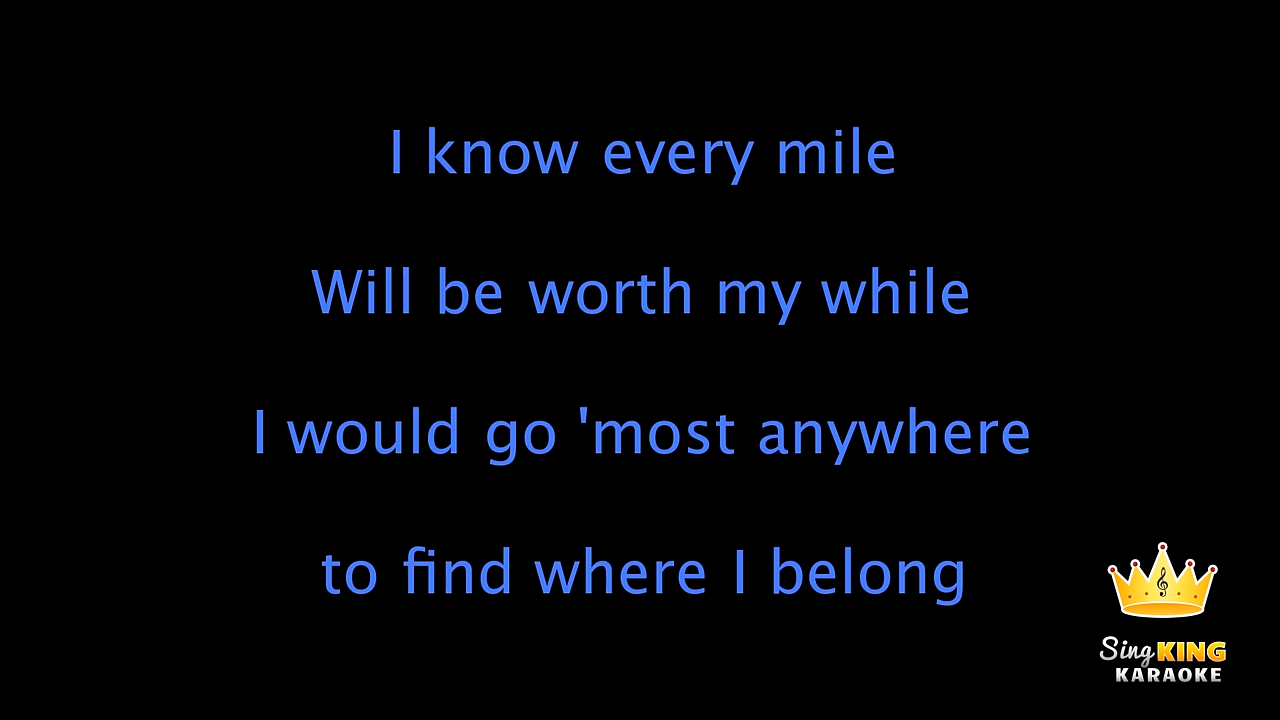 I know every mile
Will be worth my while
I would go 'most anywhere
to find where I belong
Sing KING
KARAOKE